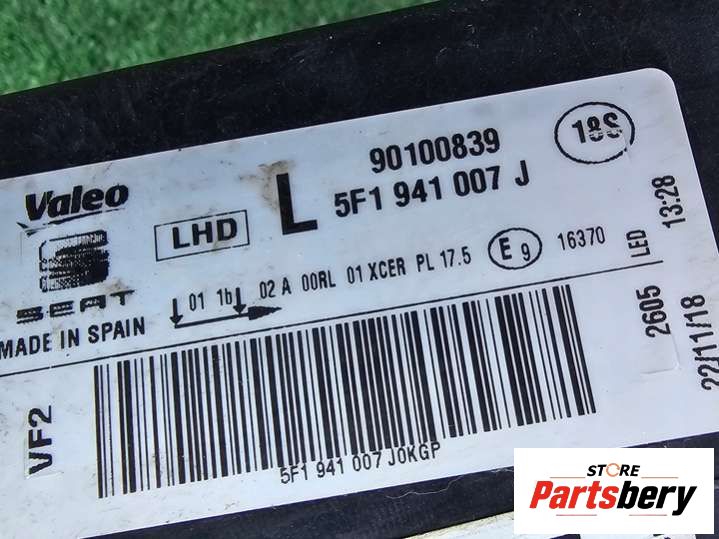 Valeo
SEAT
MADE IN SPAIN
LHD
L
90100839
5F1 941 007 J
18S
01 1b 02 A 00RL 01 XCER PL 17.5 E9 16370
LED
13:28
2605
22/11/18
VF2
5F1 941 007 J0KGP
STORE
Partsbery